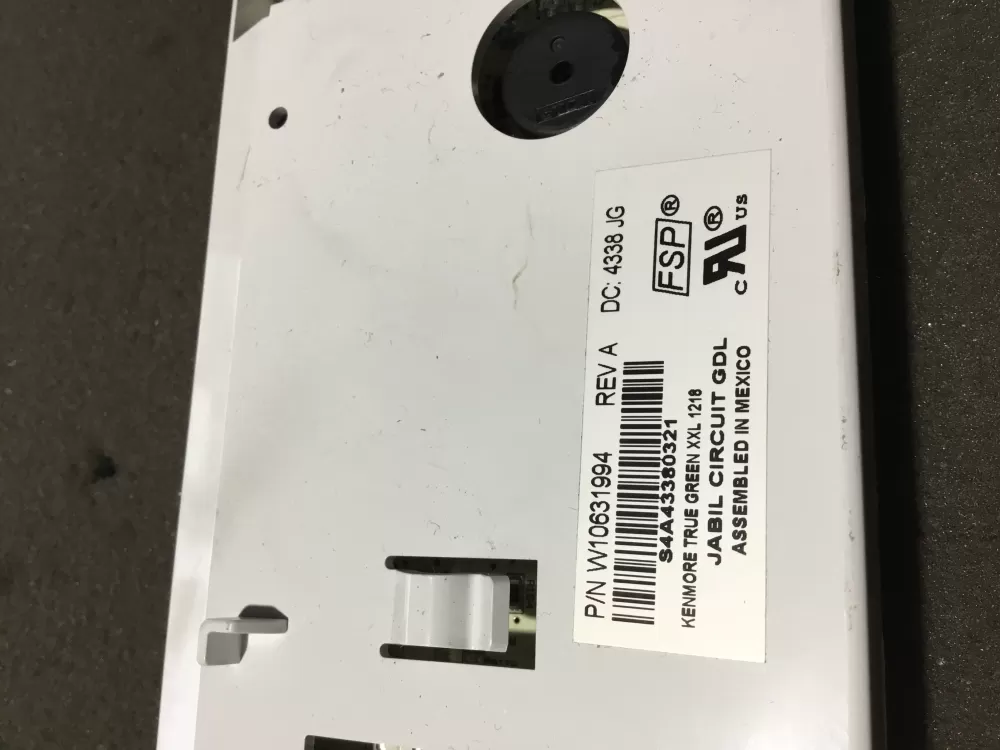 P/N W10631994 REV A DC: 4338 JG
S4A43380321
KENMORE TRUE GREEN XXL 1218
JABIL CIRCUIT GDL
ASSEMBLED IN MEXICO
FSP®
C RU® US